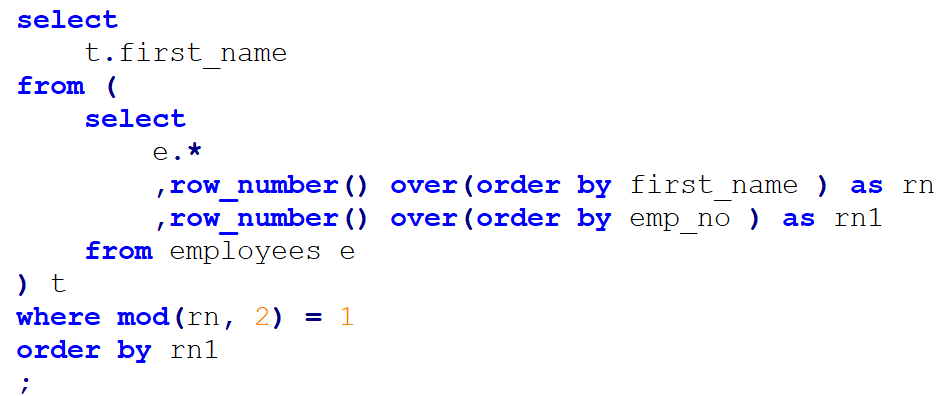 select
    t.first_name
from (
    select
        e.*
        ,row_number() over(order by first_name ) as rn
        ,row_number() over(order by emp_no ) as rn1
    from employees e
) t
where mod(rn, 2) = 1
order by rn1
;